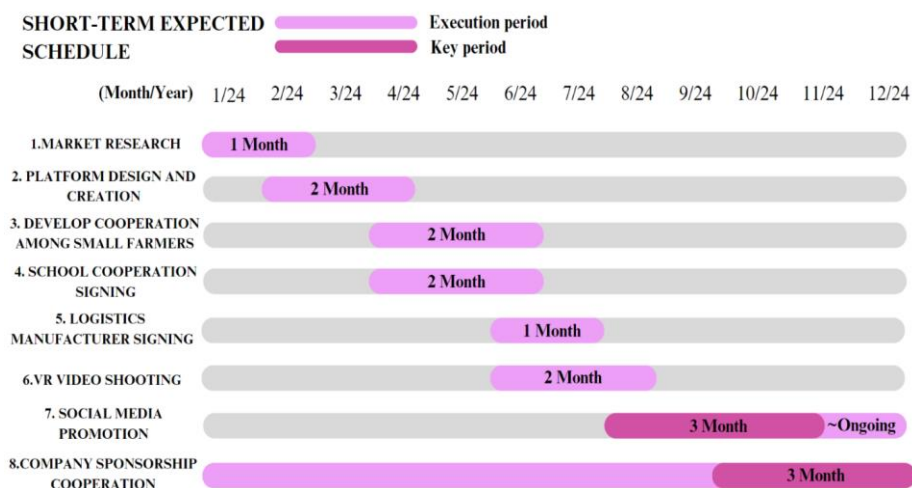 SHORT-TERM EXPECTED
SCHEDULE
Execution period
Key period
(Month/Year) 1/24 2/24 3/24 4/24 5/24 6/24 7/24 8/24 9/24 10/24 11/24 12/24
1.MARKET RESEARCH
1 Month
2. PLATFORM DESIGN AND
CREATION
2 Month
3. DEVELOP COOPERATION
AMONG SMALL FARMERS
2 Month
4. SCHOOL COOPERATION
SIGNING
2 Month
5. LOGISTICS
MANUFACTURER SIGNING
1 Month
6.VR VIDEO SHOOTING
2 Month
7. SOCIAL MEDIA
PROMOTION
3 Month ~Ongoing
8.COMPANY SPONSORSHIP
COOPERATION
3 Month